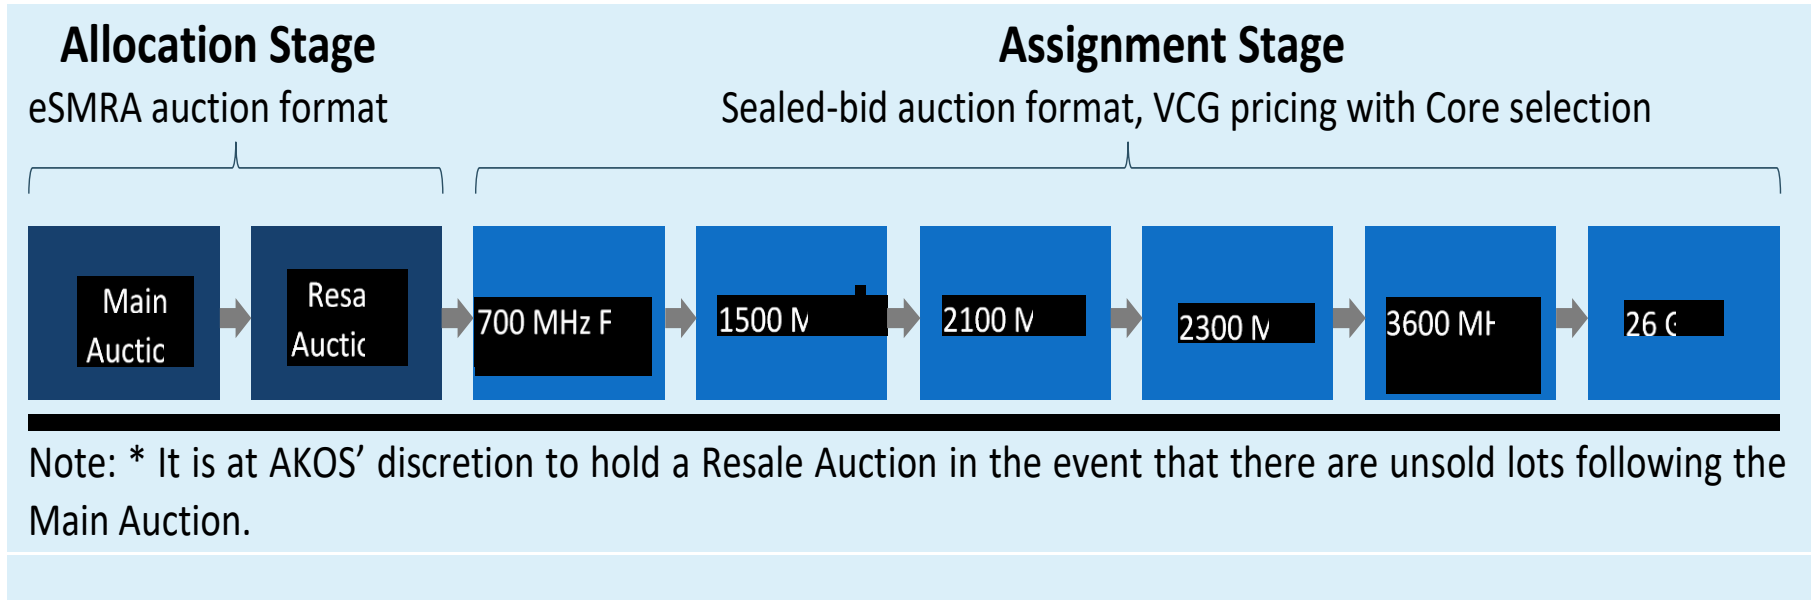 Allocation Stage
Assignment Stage
eSMRA auction format
Sealed-bid auction format, VCG pricing with Core selection
Main
Resa
Auctic
Auctic
700 MHz F
1500 M
2100 M
2300 M
3600 MH
26 G
Note: * It is at AKOS’ discretion to hold a Resale Auction in the event that there are unsold lots following the
Main Auction.